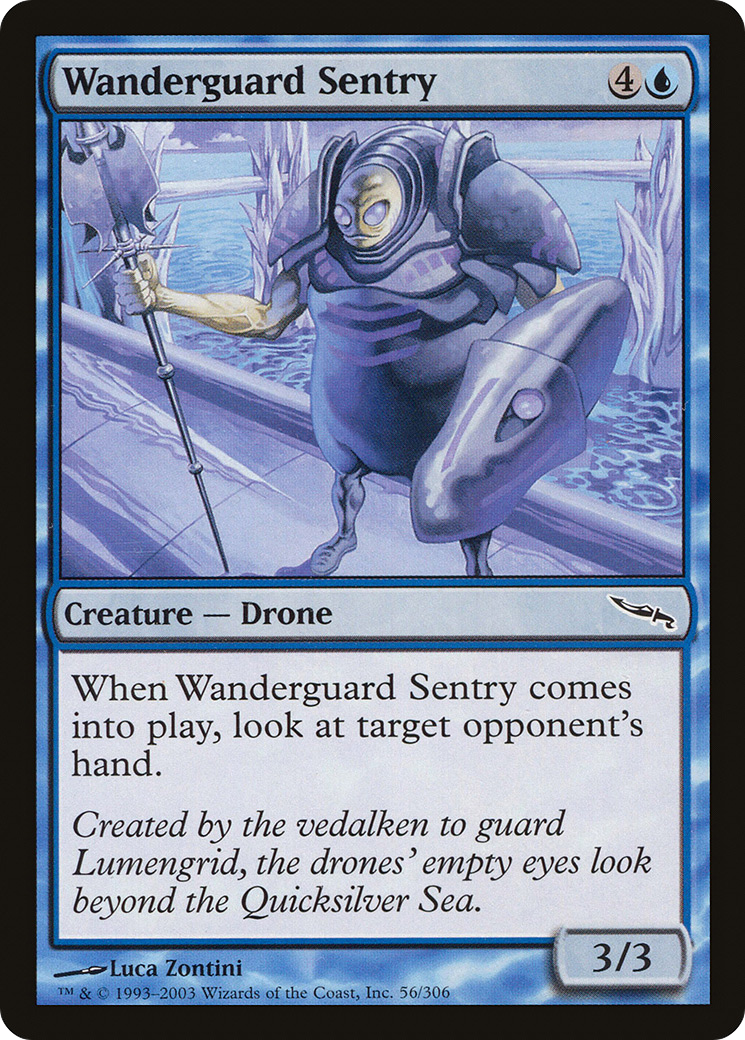 Wanderguard Sentry 4
Creature — Drone
When Wanderguard Sentry comes
into play, look at target opponent's
hand.
Created by the vedalken to guard
Lumengrid, the drones' empty eyes look
beyond the Quicksilver Sea.
3/3
Luca Zontini
™ & © 1993–2003 Wizards of the Coast, Inc. 56/306